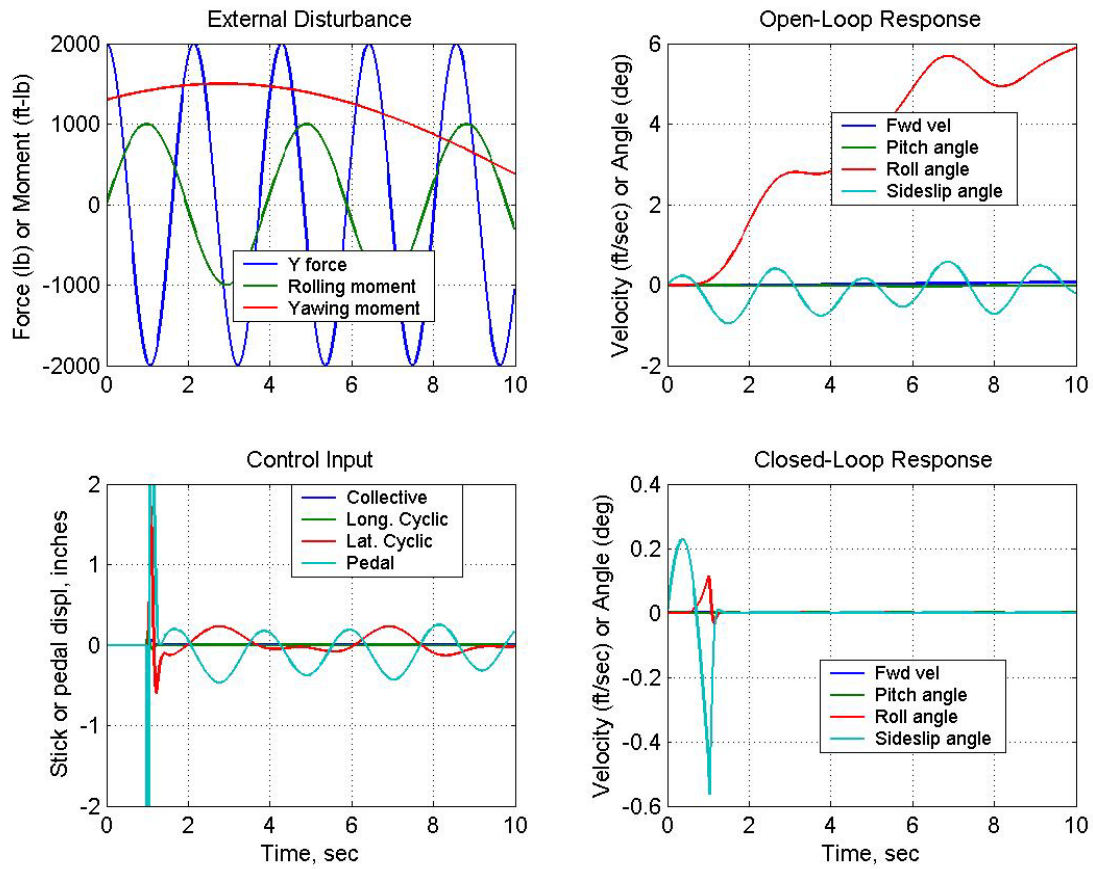 External Disturbance
Force (lb) or Moment (ft-lb)
2000
1000
0
-1000
-2000
Y force
Rolling moment
Yawing moment
0 2 4 6 8 10
Open-Loop Response
Velocity (ft/sec) or Angle (deg)
6
4
2
0
-2
Fwd vel
Pitch angle
Roll angle
Sideslip angle
0 2 4 6 8 10
Control Input
Stick or pedal displ, inches
2
1
0
-1
-2
Collective
Long. Cyclic
Lat. Cyclic
Pedal
0 2 4 6 8 10
Time, sec
Closed-Loop Response
Velocity (ft/sec) or Angle (deg)
0.4
0.2
0
-0.2
-0.4
-0.6
Fwd vel
Pitch angle
Roll angle
Sideslip angle
0 2 4 6 8 10
Time, sec